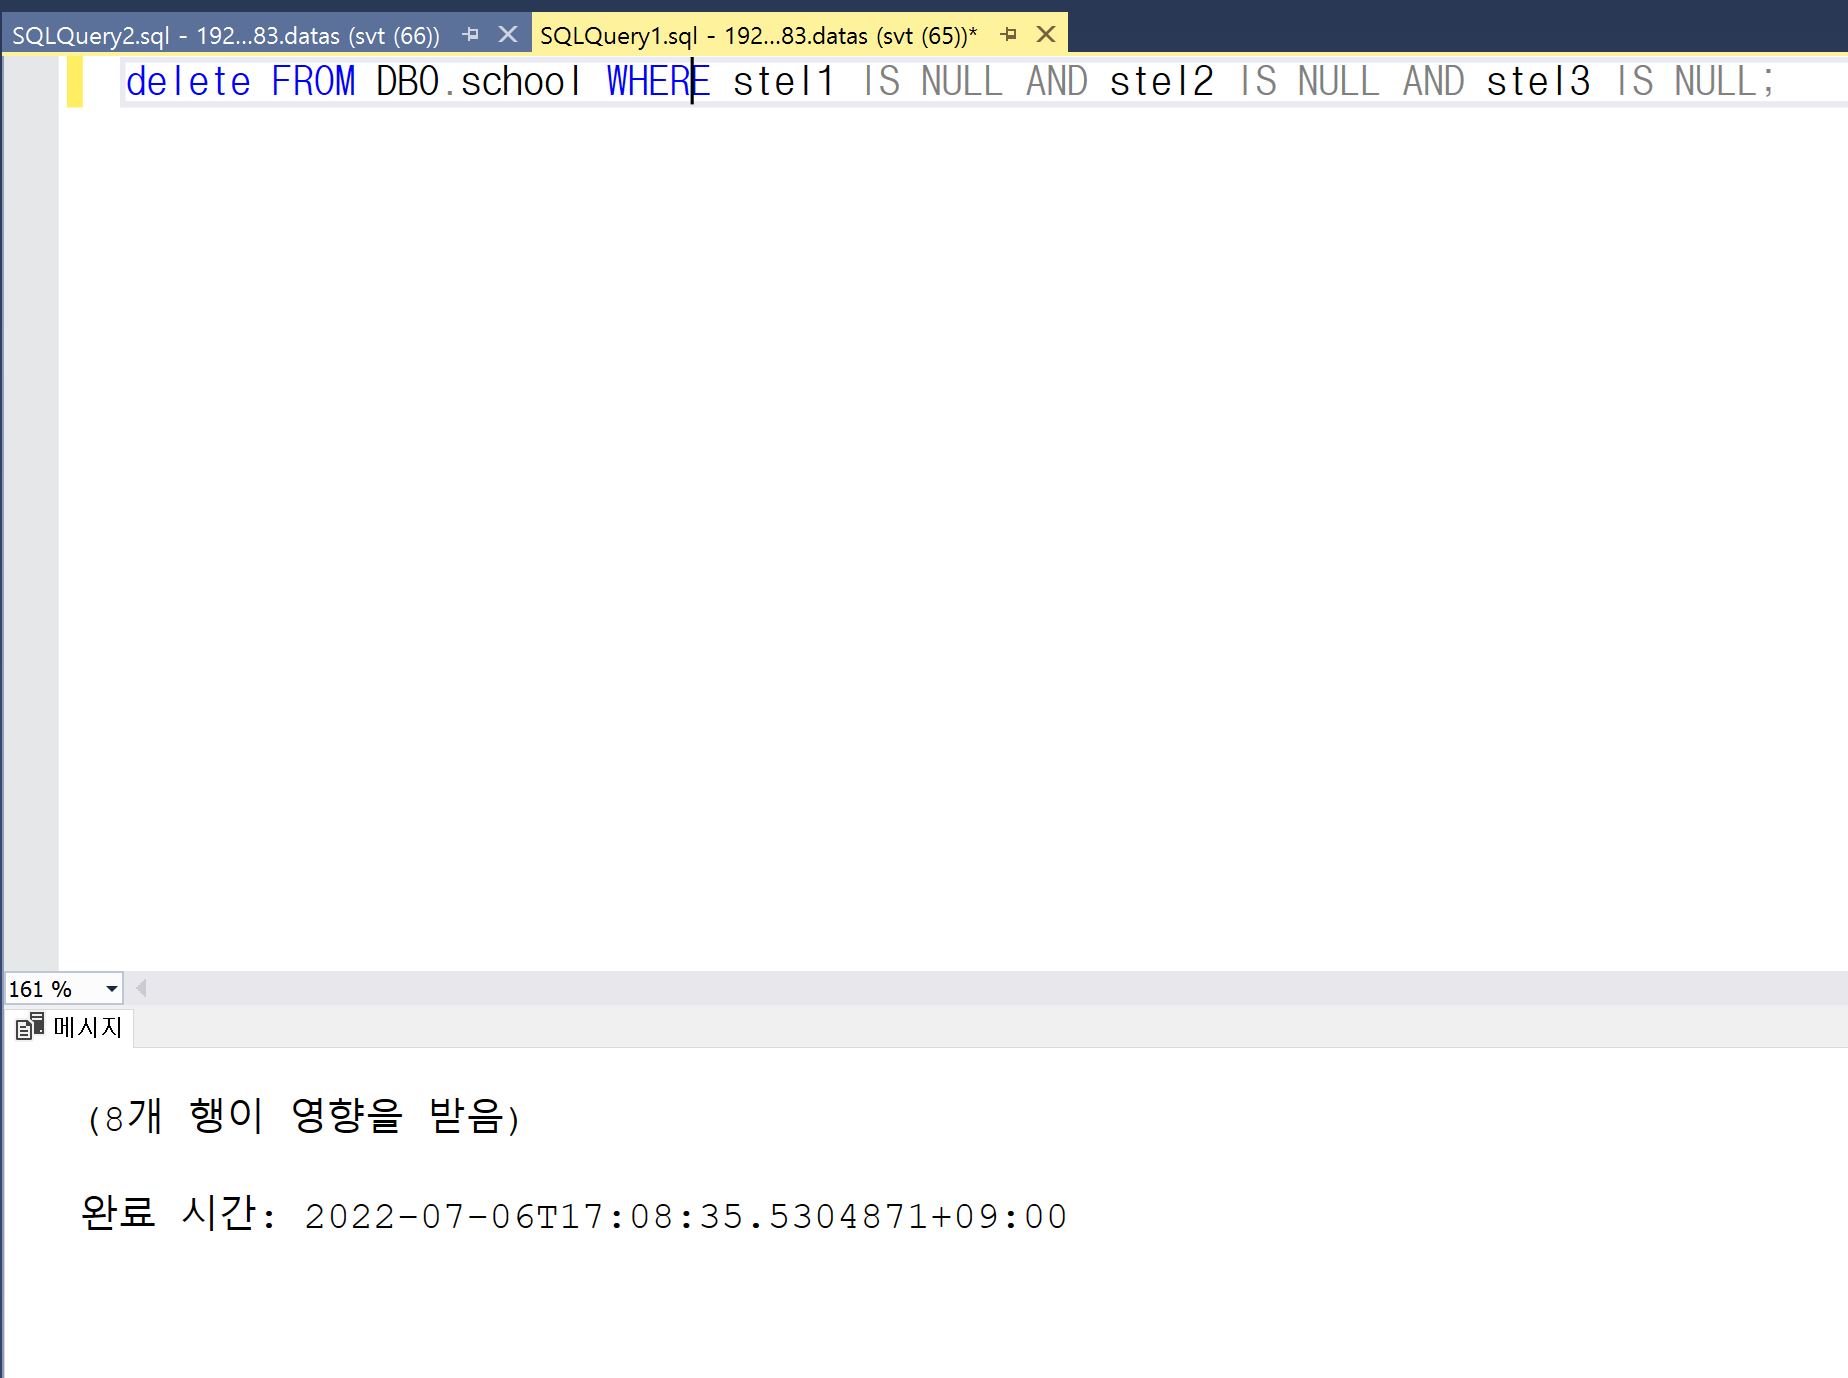 SQLQuery2.sql - 192...83.datas (svt (66))
SQLQuery1.sql - 192...83.datas (svt (65))*
delete FROM DBO.school WHERE stel1 IS NULL AND stel2 IS NULL AND stel3 IS NULL;
161 %
메시지
(8개 행이 영향을 받음)
완료 시간: 2022-07-06T17:08:35.5304871+09:00